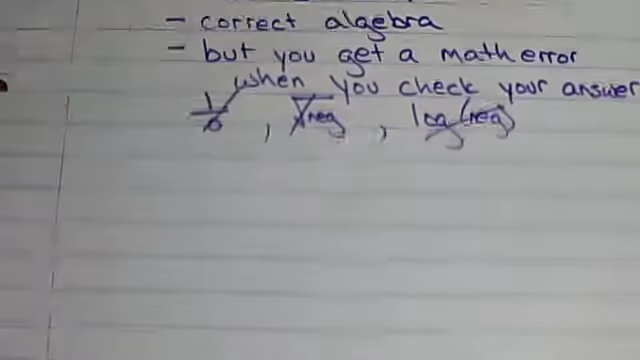 - correct algebra
- but you get a math error
when you check your answer
1/0 , √neg , log(neg)